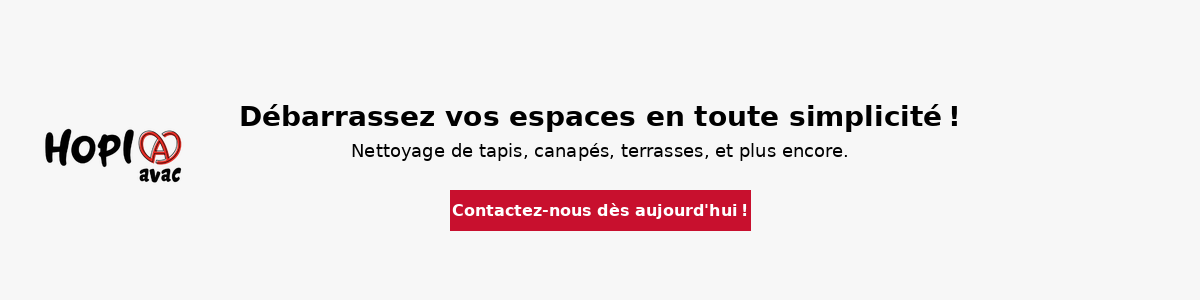 Débarrassez vos espaces en toute simplicité !
Nettoyage de tapis, canapés, terrasses, et plus encore.
HOPLA
avac
Contactez-nous dès aujourd'hui !